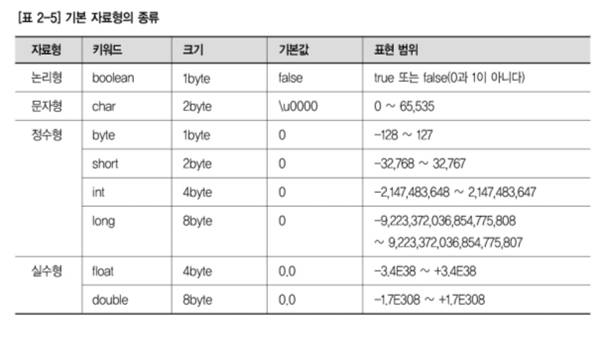 [표 2-5] 기본 자료형의 종류
자료형 키워드 크기 기본값 표현 범위
논리형 boolean 1byte false true 또는 false(0과 1이 아니다)
문자형 char 2byte \u0000 0 ~ 65,535
정수형 byte 1byte 0 -128 ~ 127
short 2byte 0 -32,768 ~ 32,767
int 4byte 0 -2,147,483,648 ~ 2,147,483,647
long 8byte 0 -9,223,372,036,854,775,808
~ 9,223,372,036,854,775,807
실수형 float 4byte 0.0 -3.4E38 ~ +3.4E38
double 8byte 0.0 -1.7E308 ~ +1.7E308